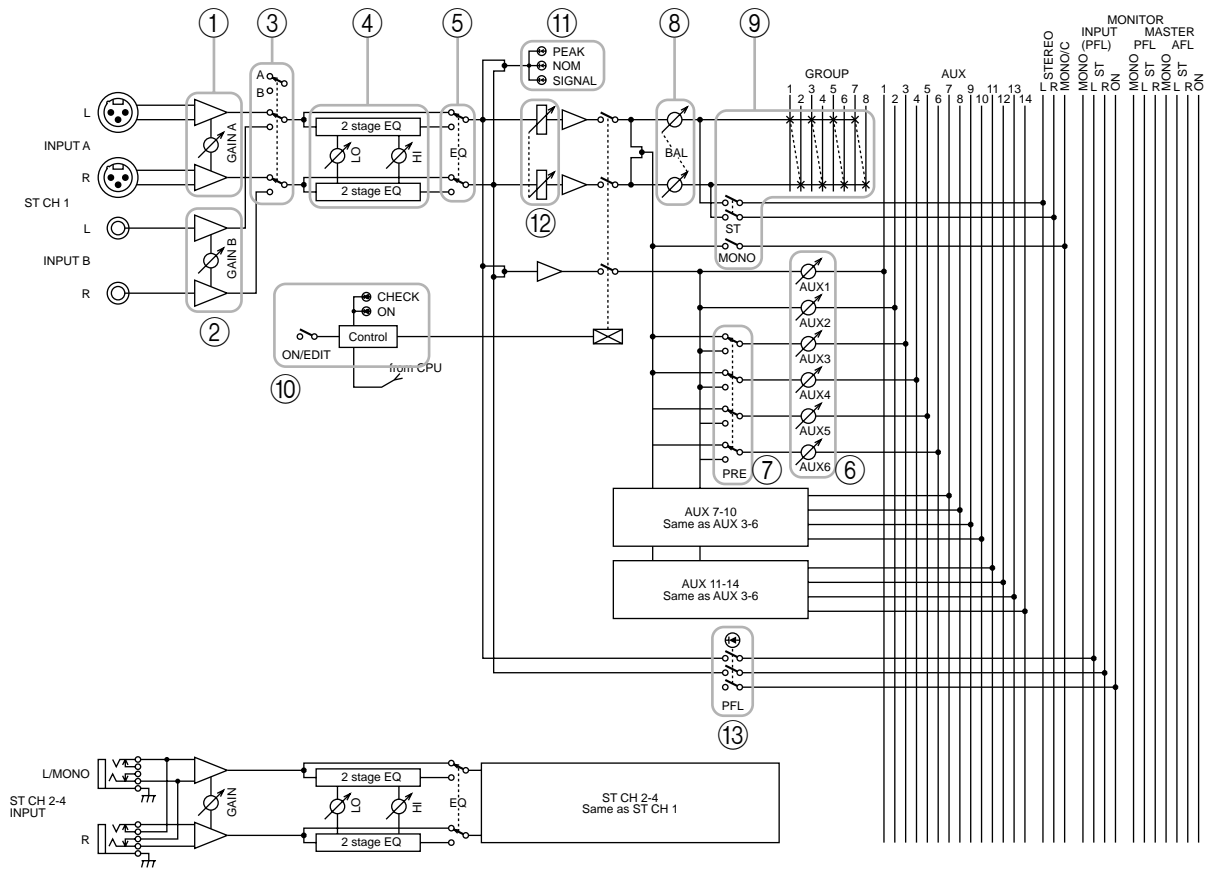 ① ③ ④ ⑤ ⑪ ⑧ ⑨
PEAK
NOM
SIGNAL
A
B
GROUP
1 2 3 4 5 6 7 8
AUX
1 2 3 4 5 6 7 8 9 10 11 12 13 14
STEREO
L R
MONO/C
MONITOR
INPUT (PFL)
MONO
L ST R
ON
MASTER
PFL
MONO
L ST R
AFL
MONO
L ST R
ON
L
INPUT A
R
GAIN A
2 stage EQ
LO
HI
2 stage EQ
EQ
BAL
ST CH 1
L
INPUT B
R
GAIN B
②
⑫
ST
MONO
AUX1
AUX2
AUX3
AUX4
AUX5
AUX6
CHECK
ON
ON/EDIT
Control
from CPU
⑩
PRE
⑦ ⑥
AUX 7-10
Same as AUX 3-6
AUX 11-14
Same as AUX 3-6
PFL
⑬
L/MONO
ST CH 2-4
INPUT
R
GAIN
2 stage EQ
LO
HI
2 stage EQ
EQ
ST CH 2-4
Same as ST CH 1